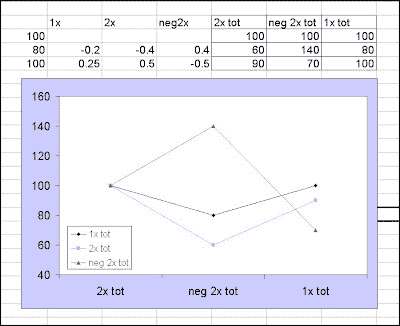 1x 2x neg2x 2x tot neg 2x tot 1x tot
100 100 100 100
80 -0.2 -0.4 0.4 60 140 80
100 0.25 0.5 -0.5 90 70 100
160
140
120
100
80
60
40
1x tot
2x tot
neg 2x tot
2x tot neg 2x tot 1x tot